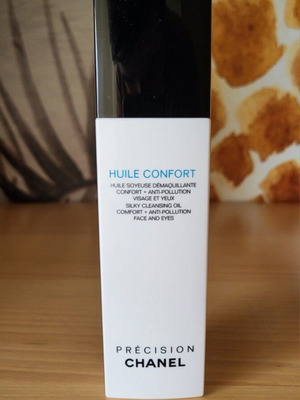 HUILE CONFORT
HUILE SOYEUSE DÉMAQUILLANTE
CONFORT + ANTI-POLLUTION
VISAGE ET YEUX
SILKY CLEANSING OIL
COMFORT + ANTI-POLLUTION
FACE AND EYES
PRÉCISION
CHANEL